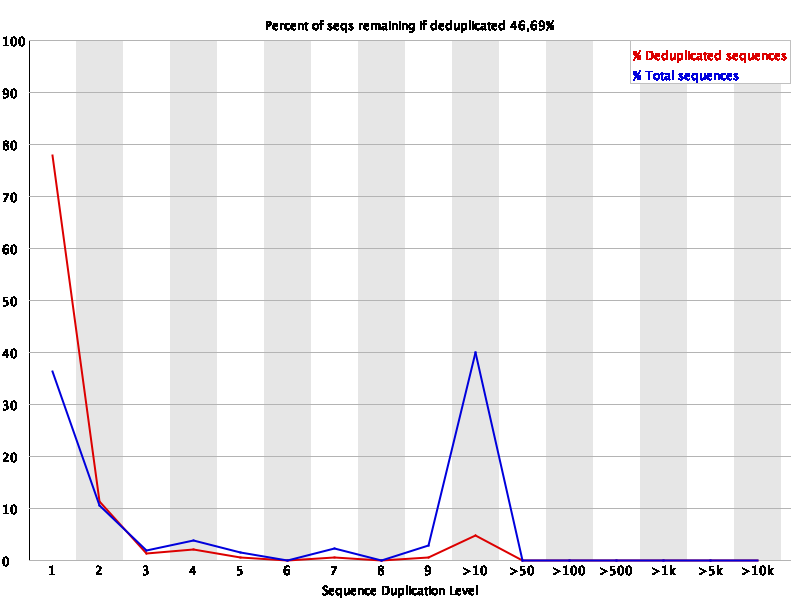 Percent of seqs remaining if deduplicated 46,69%
100
% Deduplicated sequences
% Total sequences
90
80
70
60
50
40
30
20
10
0
1 2 3 4 5 6 7 8 9 >10 >50 >100 >500 >1k >5k >10k
Sequence Duplication Level